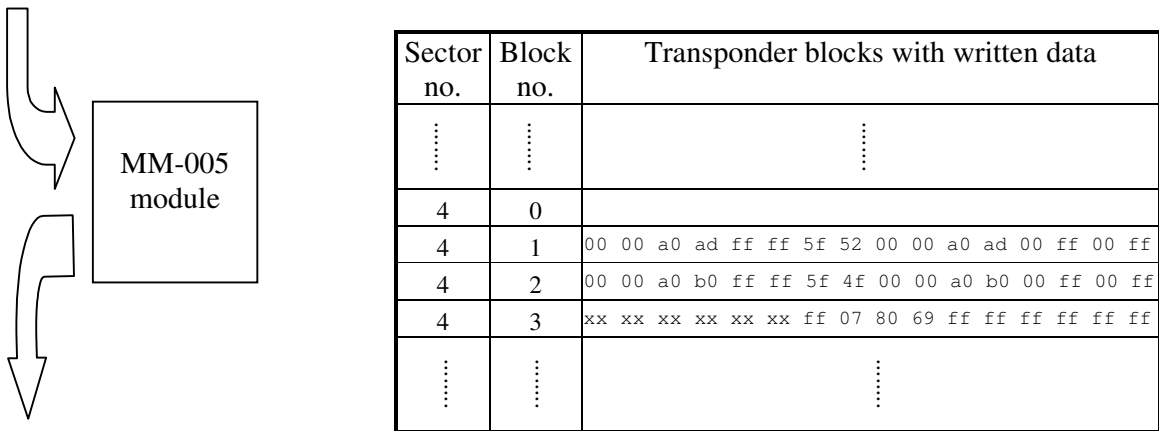 MM-005
module
Sector no. Block no. Transponder blocks with written data
4 0
4 1 00 00 a0 ad ff ff 5f 52 00 00 a0 ad 00 ff 00 ff
4 2 00 00 a0 b0 ff ff 5f 4f 00 00 a0 b0 00 ff 00 ff
4 3 xx xx xx xx xx xx ff 07 80 69 ff ff ff ff ff ff